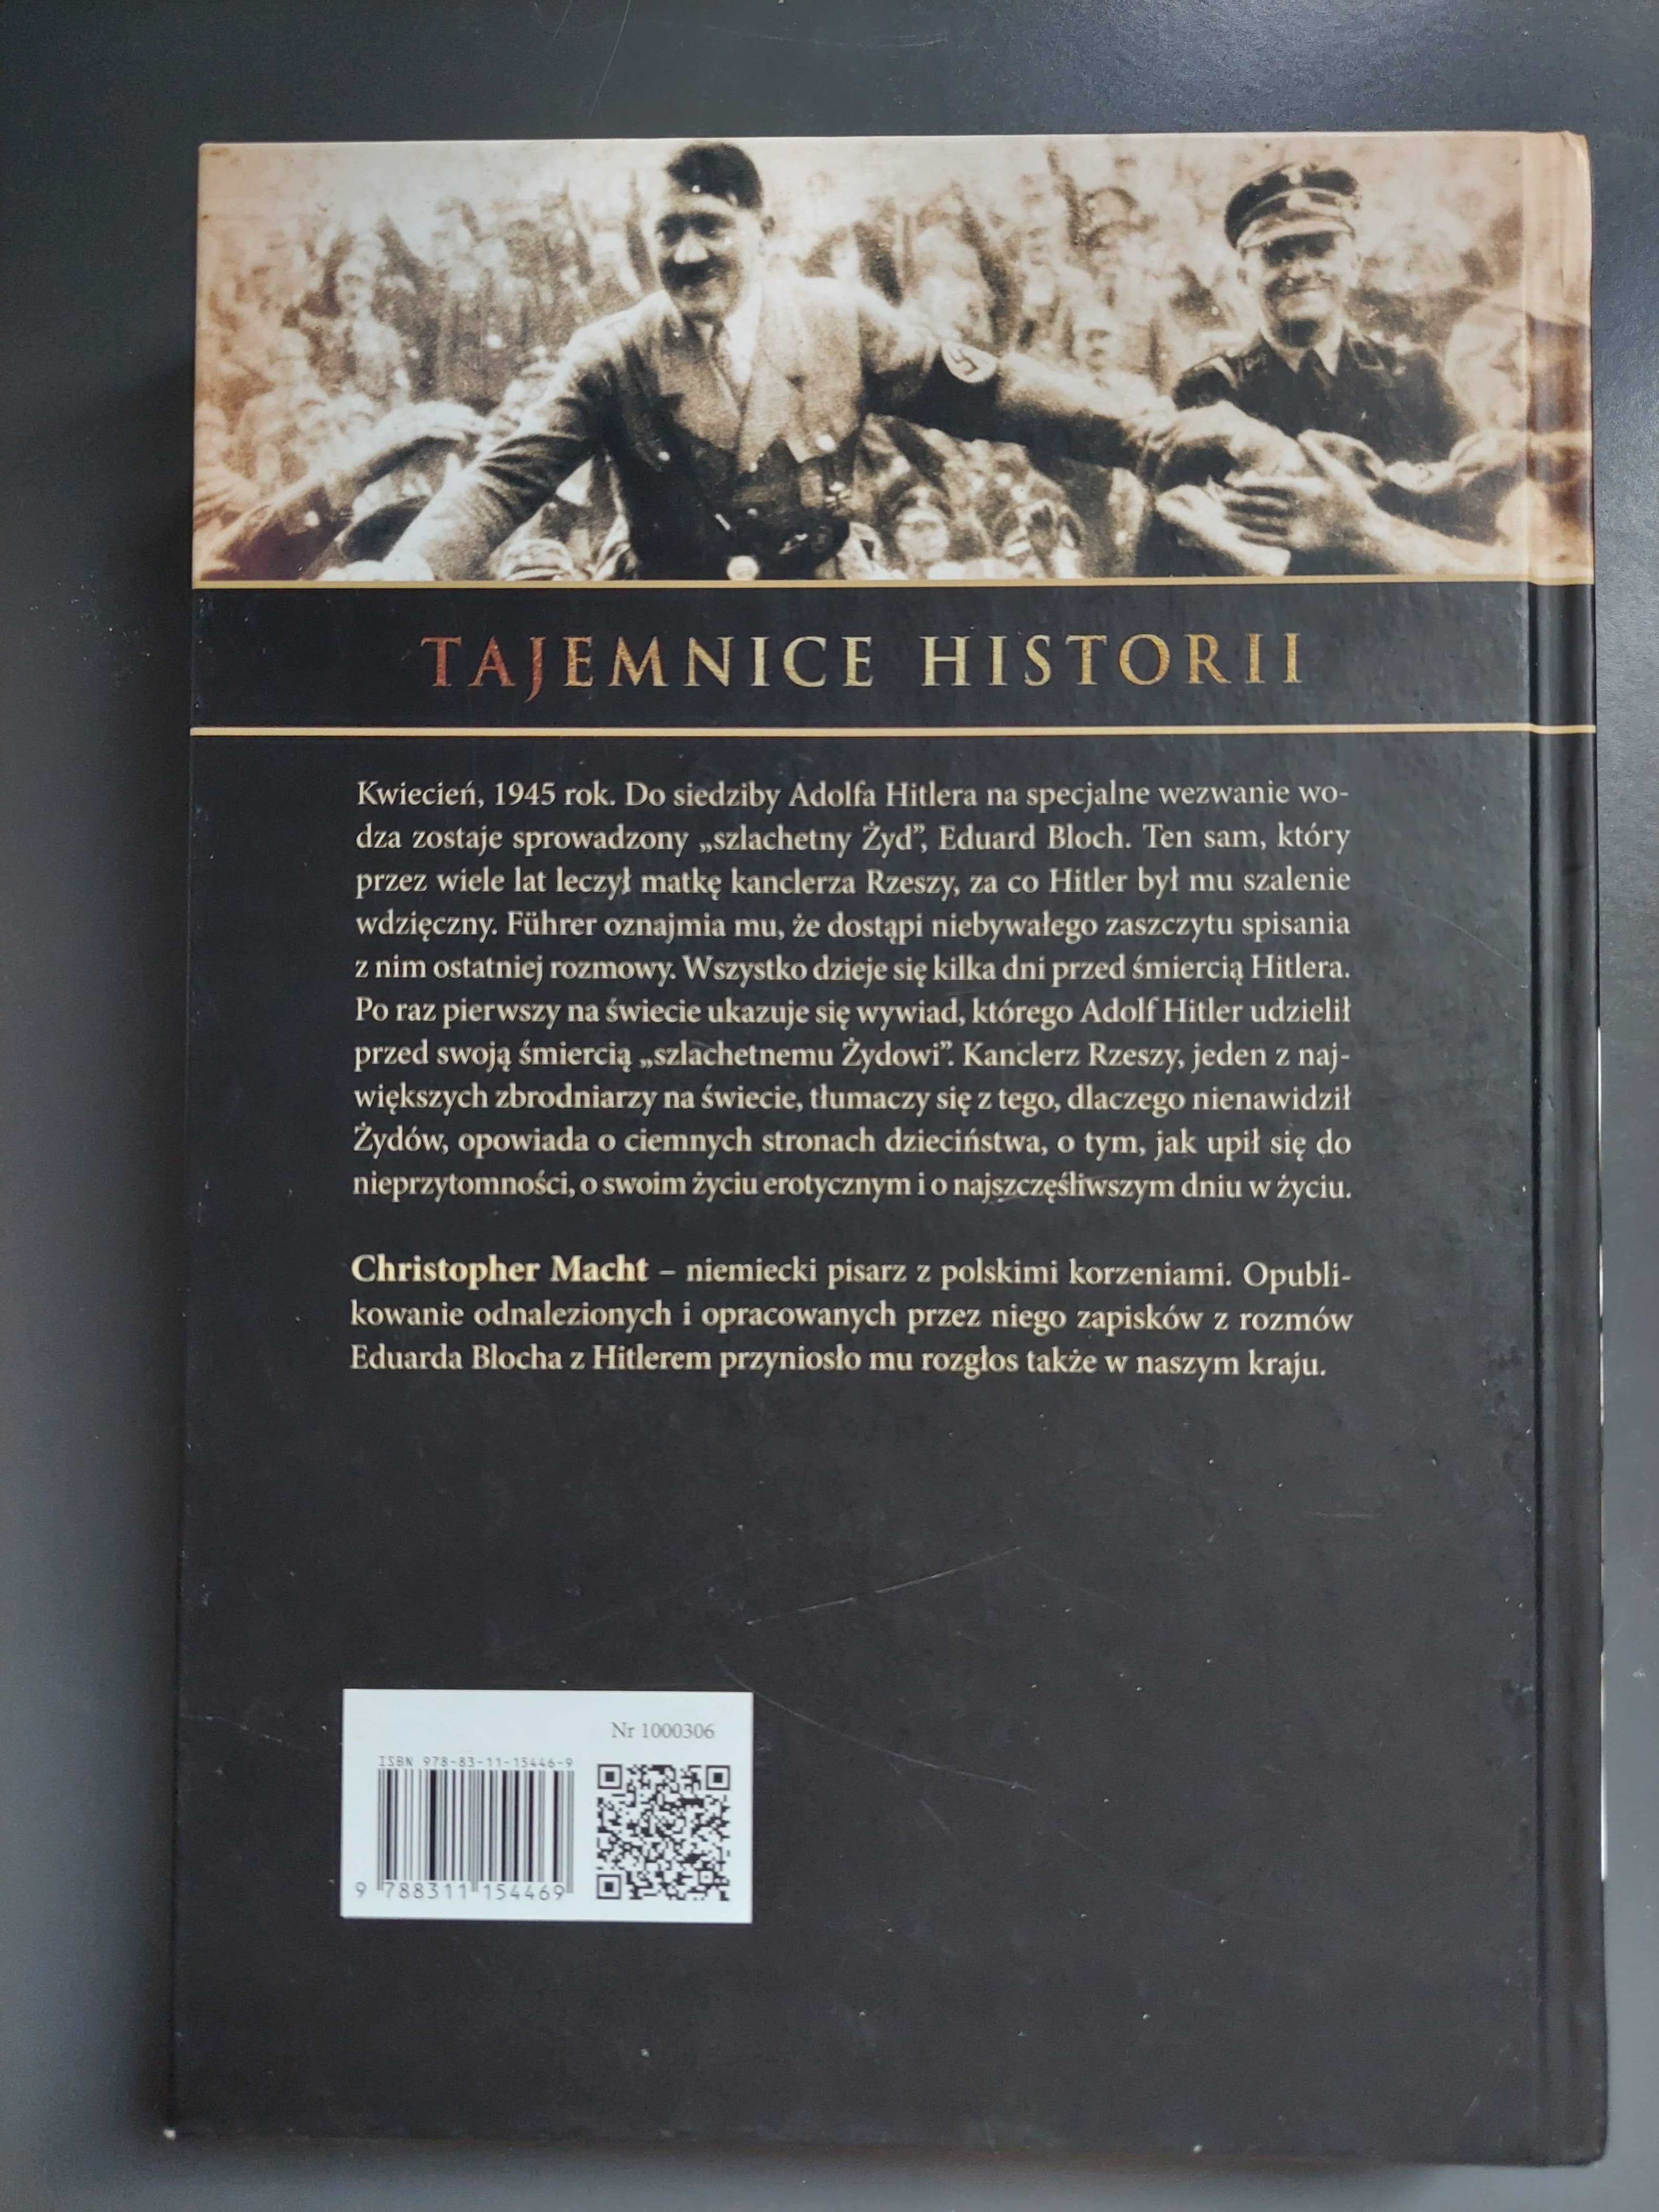 TAJEMNICE HISTORII
Kwiecień, 1945 rok. Do siedziby Adolfa Hitlera na specjalne wezwanie wo-
dza zostaje sprowadzony „szlachetny Żyd”, Eduard Bloch. Ten sam, który
przez wiele lat leczył matkę kanclerza Rzeszy, za co Hitler był mu szalenie
wdzięczny. Führer oznajmia mu, że dostąpi niebywałego zaszczytu spisania
z nim ostatniej rozmowy. Wszystko dzieje się kilka dni przed śmiercią Hitlera.
Po raz pierwszy na świecie ukazuje się wywiad, którego Adolf Hitler udzielił
przed swoją śmiercią „szlachetnemu Żydowi”. Kanclerz Rzeszy, jeden z naj-
większych zbrodniarzy na świecie, tłumaczy się z tego, dlaczego nienawidził
Żydów, opowiada o ciemnych stronach dzieciństwa, o tym, jak upił się do
nieprzytomności, o swoim życiu erotycznym i o najszczęśliwszym dniu w życiu.
Christopher Macht – niemiecki pisarz z polskimi korzeniami. Opubli-
kowanie odnalezionych i opracowanych przez niego zapisków z rozmów
Eduarda Blocha z Hitlerem przyniosło mu rozgłos także w naszym kraju.
Nr 1000306
ISBN 978-83-11-15446-9
9 788311 154469